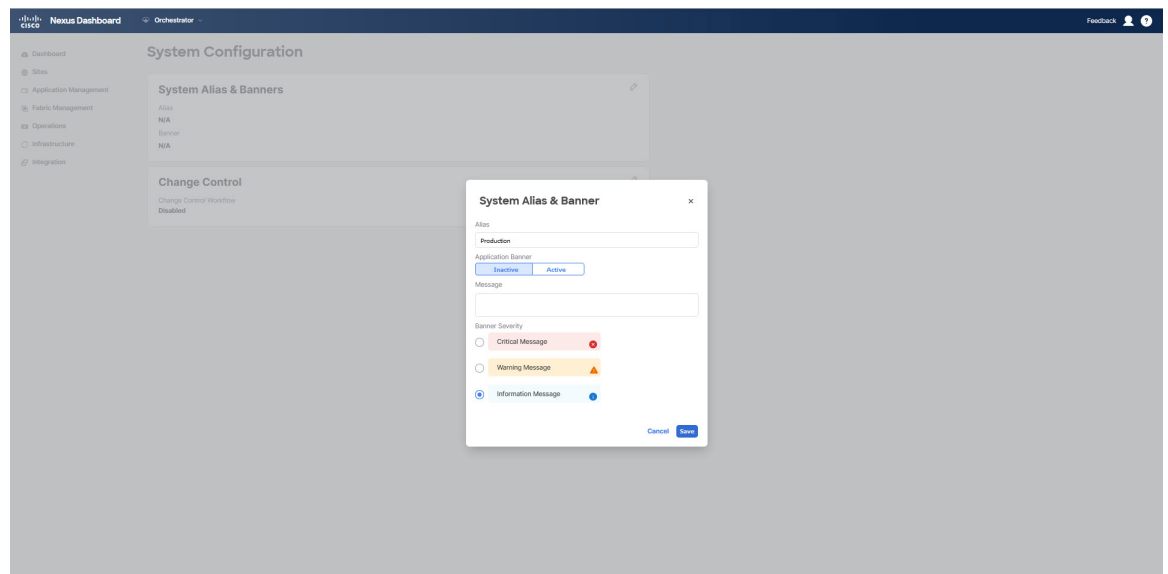 CISCO Nexus Dashboard Orchestrator Feedback ?
Dashboard
Sites
Application Management
Fabric Management
Operations
Infrastructure
Integration
System Configuration
System Alias & Banners
Alias
N/A
Banner
N/A
Change Control
Change Control Workflow
Disabled
System Alias & Banner ×
Alias
Production
Application Banner
Inactive Active
Message
Banner Severity
Critical Message
Warning Message
Information Message
Cancel Save